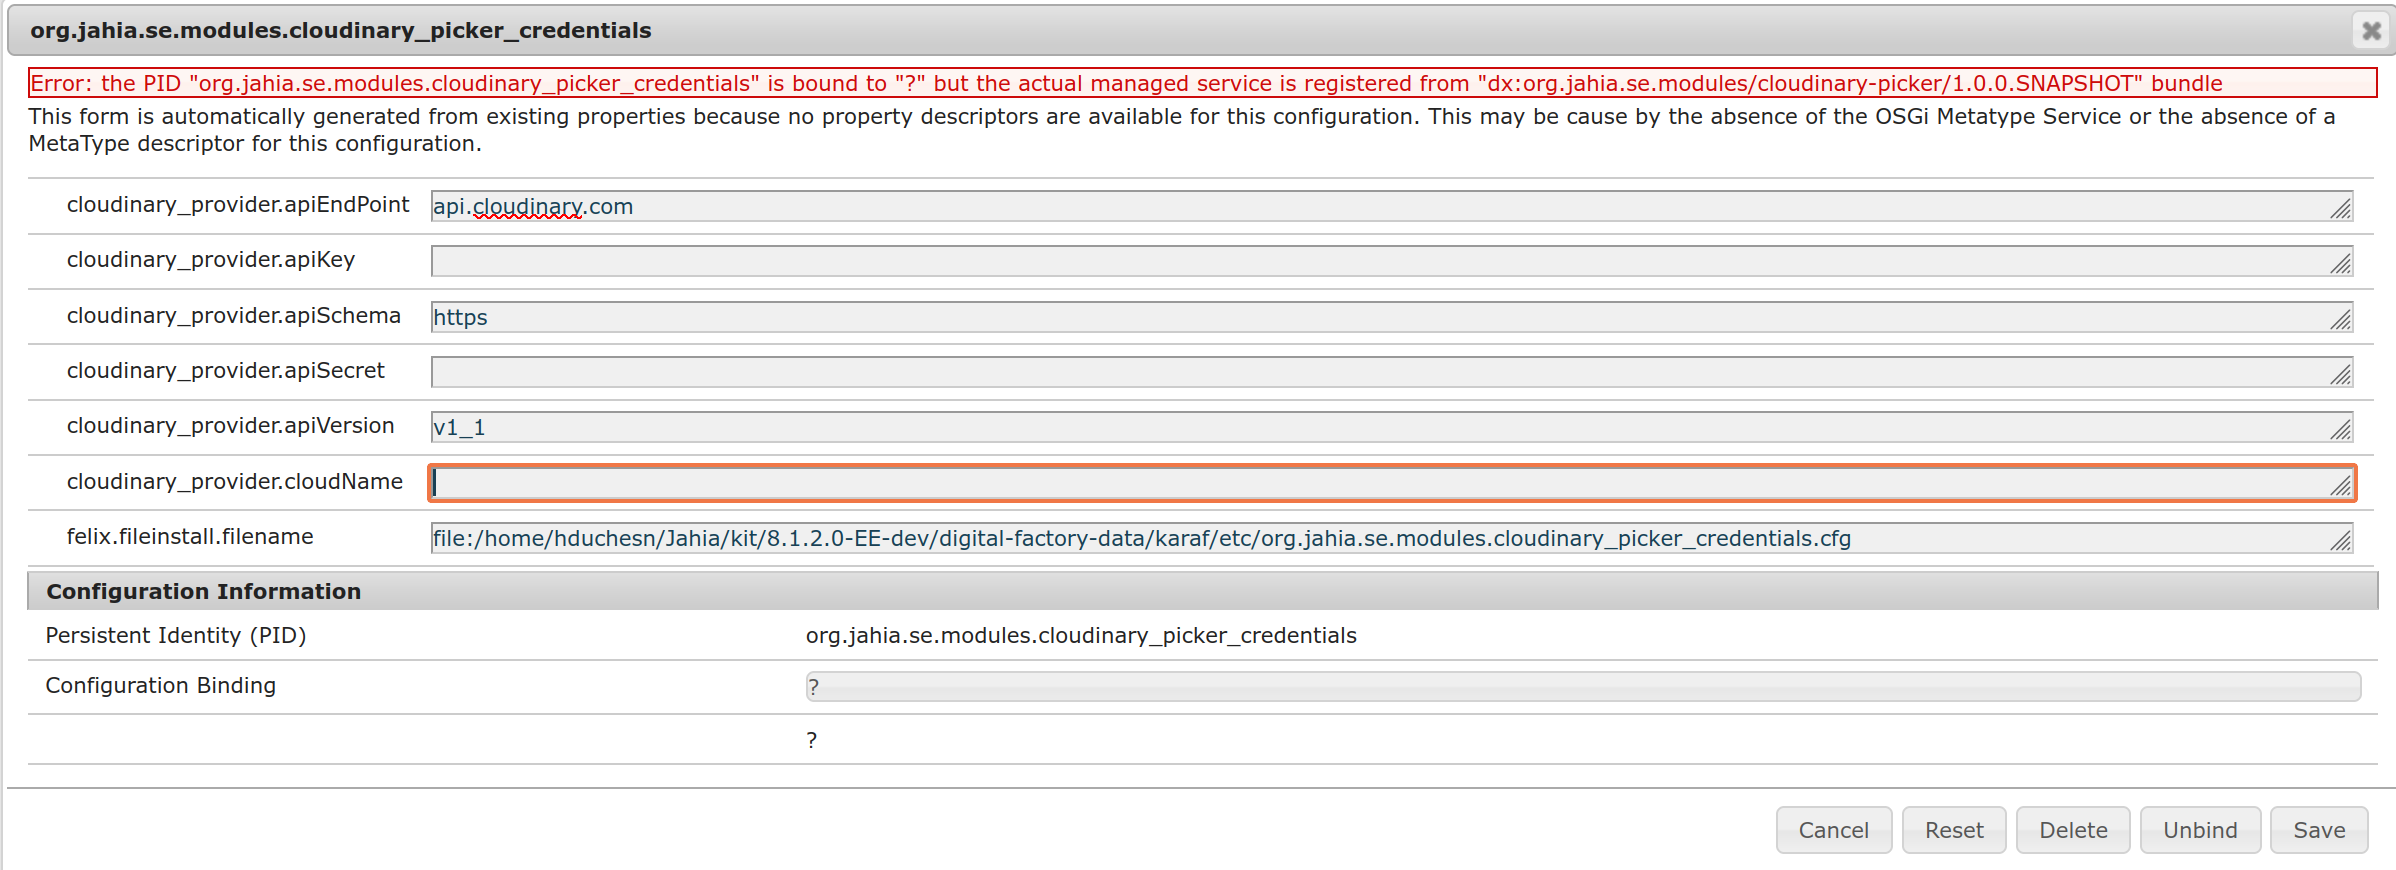 org.jahia.se.modules.cloudinary_picker_credentials
Error: the PID "org.jahia.se.modules.cloudinary_picker_credentials" is bound to "?" but the actual managed service is registered from "dx:org.jahia.se.modules/cloudinary-picker/1.0.0.SNAPSHOT" bundle
This form is automatically generated from existing properties because no property descriptors are available for this configuration. This may be cause by the absence of the OSGi Metatype Service or the absence of a
MetaType descriptor for this configuration.
cloudinary_provider.apiEndPoint api.cloudinary.com
cloudinary_provider.apiKey
cloudinary_provider.apiSchema https
cloudinary_provider.apiSecret
cloudinary_provider.apiVersion v1_1
cloudinary_provider.cloudName
felix.fileinstall.filename file:/home/hduchesn/Jahia/kit/8.1.2.0-EE-dev/digital-factory-data/karaf/etc/org.jahia.se.modules.cloudinary_picker_credentials.cfg
Configuration Information
Persistent Identity (PID) org.jahia.se.modules.cloudinary_picker_credentials
Configuration Binding ?
?
Cancel Reset Delete Unbind Save